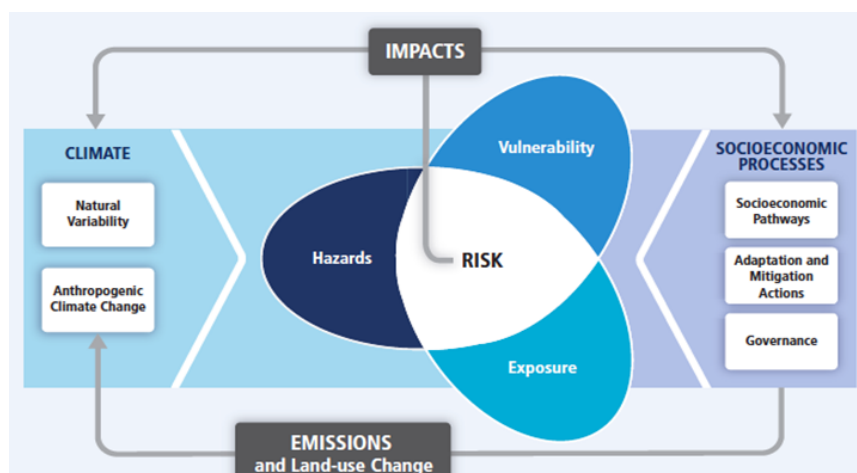 IMPACTS
CLIMATE
Natural
Variability
Anthropogenic
Climate Change
Vulnerability
Hazards
RISK
Exposure
SOCIOECONOMIC
PROCESSES
Socioeconomic
Pathways
Adaptation and
Mitigation
Actions
Governance
EMISSIONS
and Land-use Change